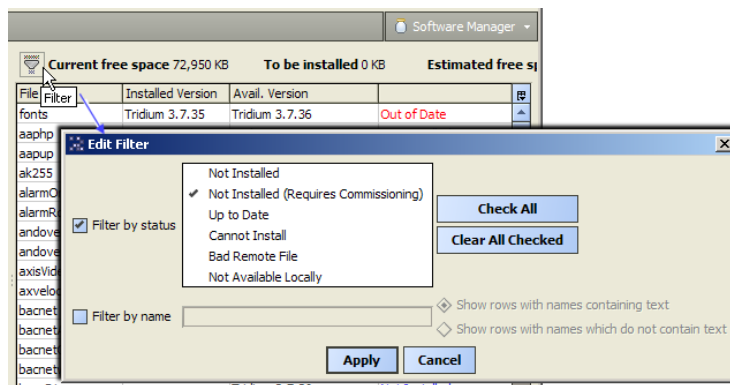 Software Manager
Current free space 72,950 KB To be installed 0 KB Estimated free
File Installed Version Avail. Version
Filter
fonts Tridium 3.7.35 Tridium 3.7.36 Out of Date
aaphp
aapup
Edit Filter
ak255
Not Installed
Not Installed (Requires Commissioning)
Up to Date
Cannot Install
Bad Remote File
Not Available Locally
Filter by status
Check All
Clear All Checked
Filter by name
Show rows with names containing text
Show rows with names which do not contain text
bacnet
Apply Cancel